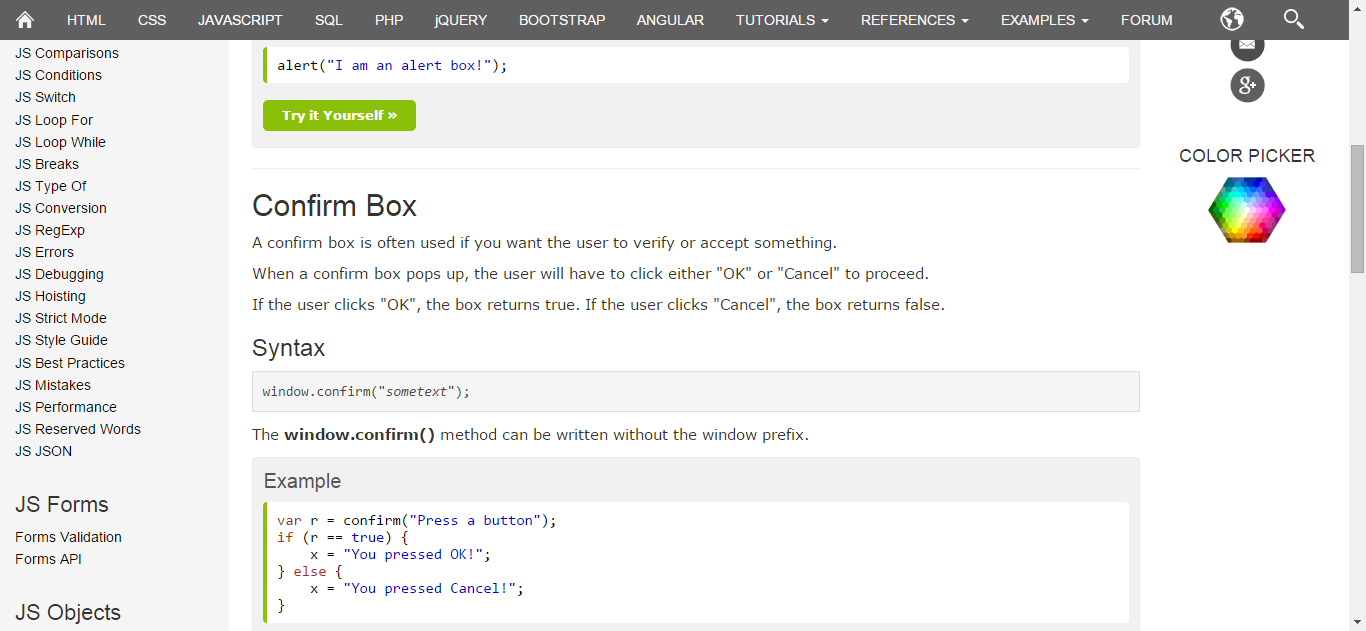 HTML CSS JAVASCRIPT SQL PHP jQUERY BOOTSTRAP ANGULAR TUTORIALS REFERENCES EXAMPLES FORUM
JS Comparisons
JS Conditions
JS Switch
JS Loop For
JS Loop While
JS Breaks
JS Type Of
JS Conversion
JS RegExp
JS Errors
JS Debugging
JS Hoisting
JS Strict Mode
JS Style Guide
JS Best Practices
JS Mistakes
JS Performance
JS Reserved Words
JS JSON
JS Forms
Forms Validation
Forms API
JS Objects
alert("I am an alert box!");
Try it Yourself »
Confirm Box
A confirm box is often used if you want the user to verify or accept something.
When a confirm box pops up, the user will have to click either "OK" or "Cancel" to proceed.
If the user clicks "OK", the box returns true. If the user clicks "Cancel", the box returns false.
Syntax
window.confirm("sometext");
The window.confirm() method can be written without the window prefix.
Example
var r = confirm("Press a button");
if (r == true) {
    x = "You pressed OK!";
} else {
    x = "You pressed Cancel!";
}
g+
COLOR PICKER